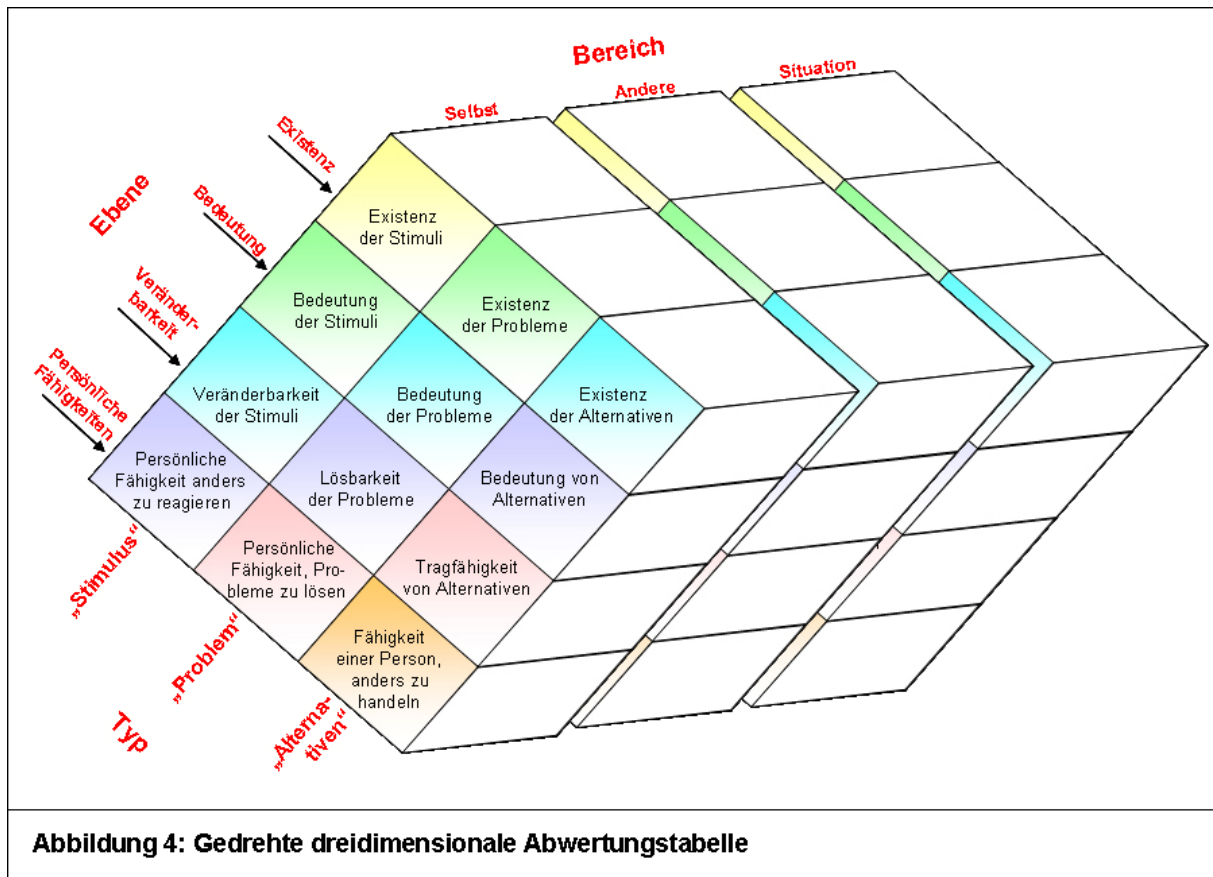 Bereich
Selbst
Andere
Situation
Ebene
Existenz
Bedeutung
Veränder-
barkeit
Persönliche
Fähigkeiten
Existenz
der Stimuli
Bedeutung
der Stimuli
Existenz
der Probleme
Veränderbarkeit
der Stimuli
Bedeutung
der Probleme
Existenz
der Alternativen
Persönliche
Fähigkeit anders
zu reagieren
Lösbarkeit
der Probleme
Bedeutung von
Alternativen
Persönliche
Fähigkeit, Pro-
bleme zu lösen
Tragfähigkeit
von Alternativen
Fähigkeit
einer Person,
anders zu
handeln
Typ
„Stimulus“
„Problem“
„Alterna-
tiven“
Abbildung 4: Gedrehte dreidimensionale Abwertungstabelle